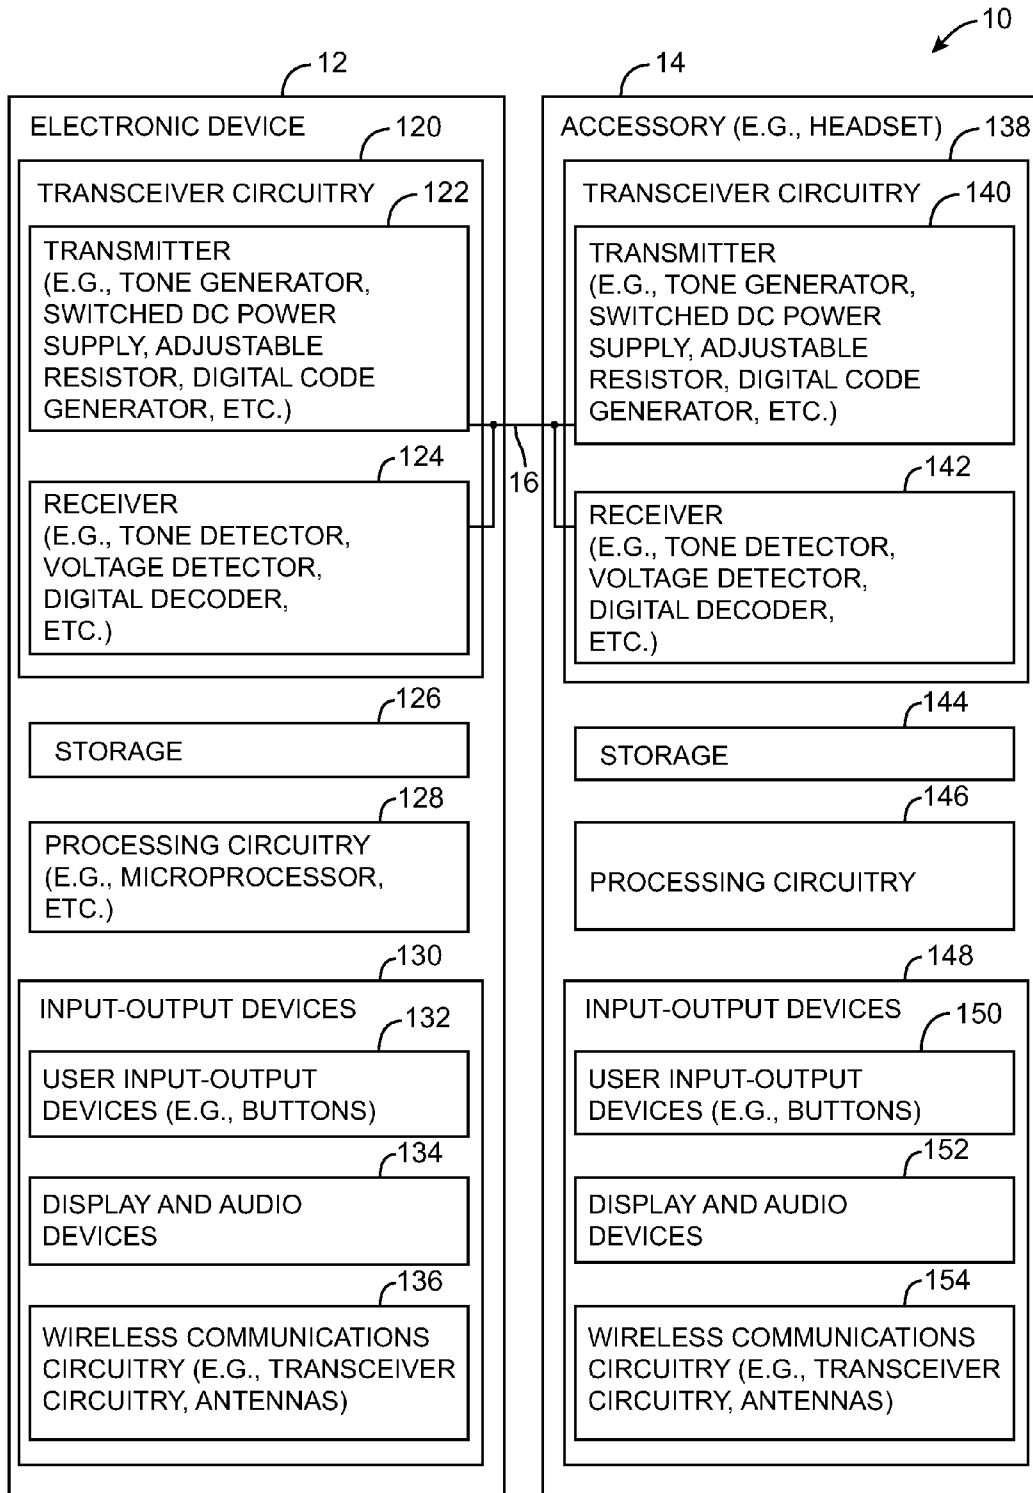 10
12
ELECTRONIC DEVICE
120
TRANSCEIVER CIRCUITRY
122
TRANSMITTER
(E.G., TONE GENERATOR,
SWITCHED DC POWER
SUPPLY, ADJUSTABLE
RESISTOR, DIGITAL CODE
GENERATOR, ETC.)
124
RECEIVER
(E.G., TONE DETECTOR,
VOLTAGE DETECTOR,
DIGITAL DECODER,
ETC.)
126
STORAGE
128
PROCESSING CIRCUITRY
(E.G., MICROPROCESSOR,
ETC.)
130
INPUT-OUTPUT DEVICES
132
USER INPUT-OUTPUT
DEVICES (E.G., BUTTONS)
134
DISPLAY AND AUDIO
DEVICES
136
WIRELESS COMMUNICATIONS
CIRCUITRY (E.G., TRANSCEIVER
CIRCUITRY, ANTENNAS)
16
14
ACCESSORY (E.G., HEADSET)
138
TRANSCEIVER CIRCUITRY
140
TRANSMITTER
(E.G., TONE GENERATOR,
SWITCHED DC POWER
SUPPLY, ADJUSTABLE
RESISTOR, DIGITAL CODE
GENERATOR, ETC.)
142
RECEIVER
(E.G., TONE DETECTOR,
VOLTAGE DETECTOR,
DIGITAL DECODER,
ETC.)
144
STORAGE
146
PROCESSING CIRCUITRY
148
INPUT-OUTPUT DEVICES
150
USER INPUT-OUTPUT
DEVICES (E.G., BUTTONS)
152
DISPLAY AND AUDIO
DEVICES
154
WIRELESS COMMUNICATIONS
CIRCUITRY (E.G., TRANSCEIVER
CIRCUITRY, ANTENNAS)